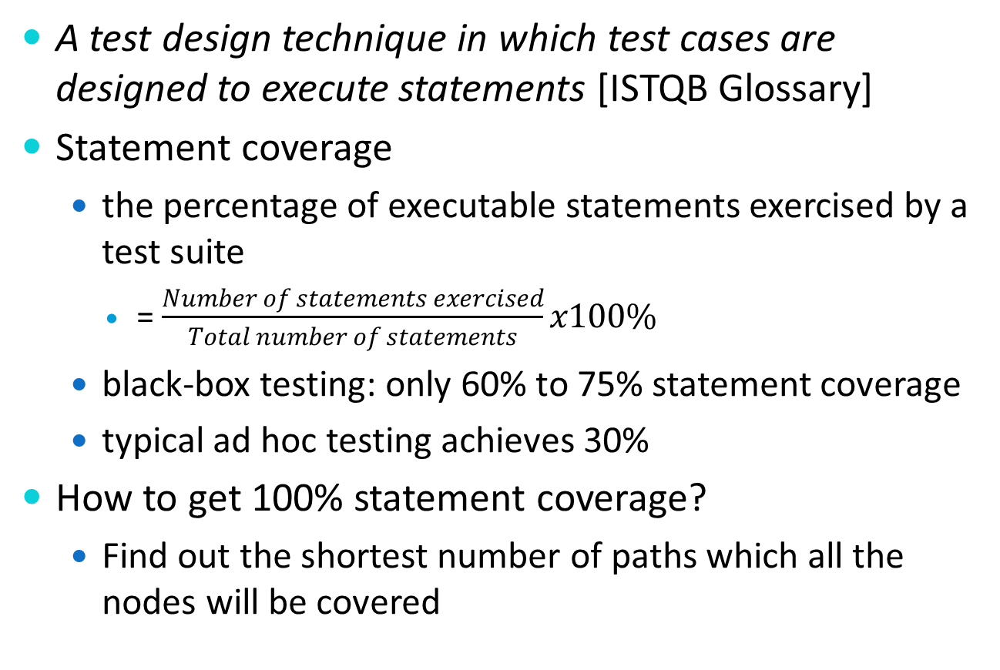 • A test design technique in which test cases are
designed to execute statements [ISTQB Glossary]
• Statement coverage
• the percentage of executable statements exercised by a
test suite
• = Number of statements exercised
Total number of statements x100%
• black-box testing: only 60% to 75% statement coverage
• typical ad hoc testing achieves 30%
• How to get 100% statement coverage?
• Find out the shortest number of paths which all the
nodes will be covered